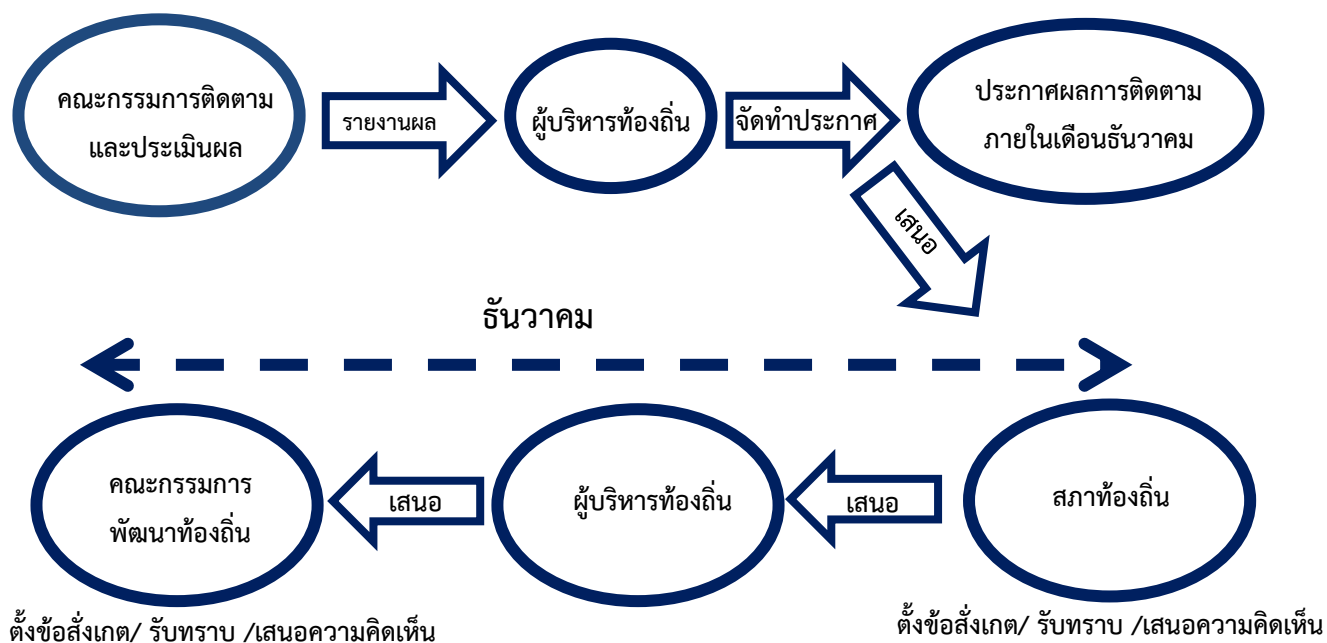 คณะกรรมการติดตาม
และประเมินผล
รายงานผล
ผู้บริหารท้องถิ่น
จัดทำประกาศ
ประกาศผลการติดตาม
ภายในเดือนธันวาคม
เสนอ
ธันวาคม
คณะกรรมการ
พัฒนาท้องถิ่น
เสนอ
ผู้บริหารท้องถิ่น
เสนอ
สภาท้องถิ่น
ตั้งข้อสั่งเกต/ รับทราบ /เสนอความคิดเห็น
ตั้งข้อสั่งเกต/ รับทราบ /เสนอความคิดเห็น